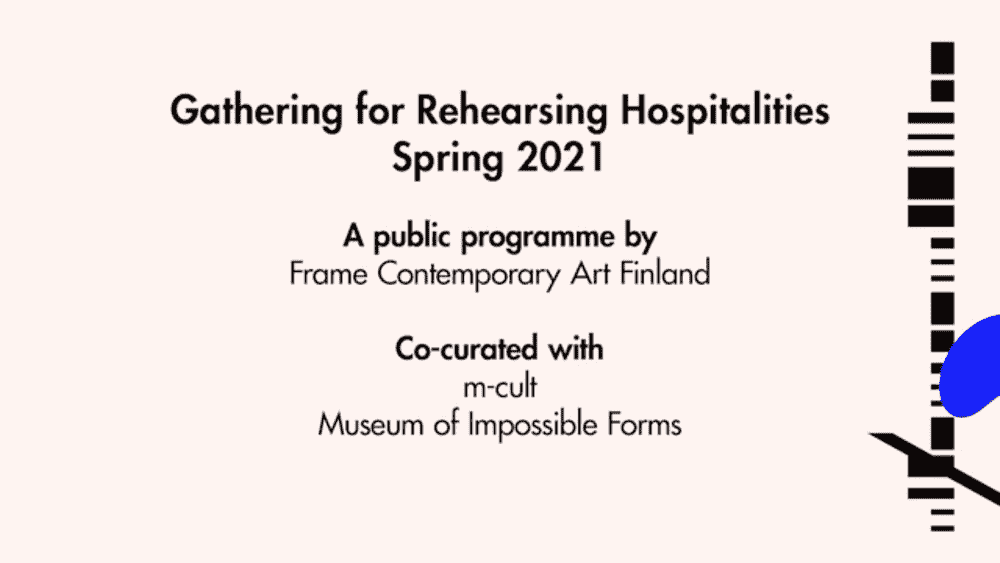 Gathering for Rehearsing Hospitalities
Spring 2021
A public programme by
Frame Contemporary Art Finland
Co-curated with
m-cult
Museum of Impossible Forms